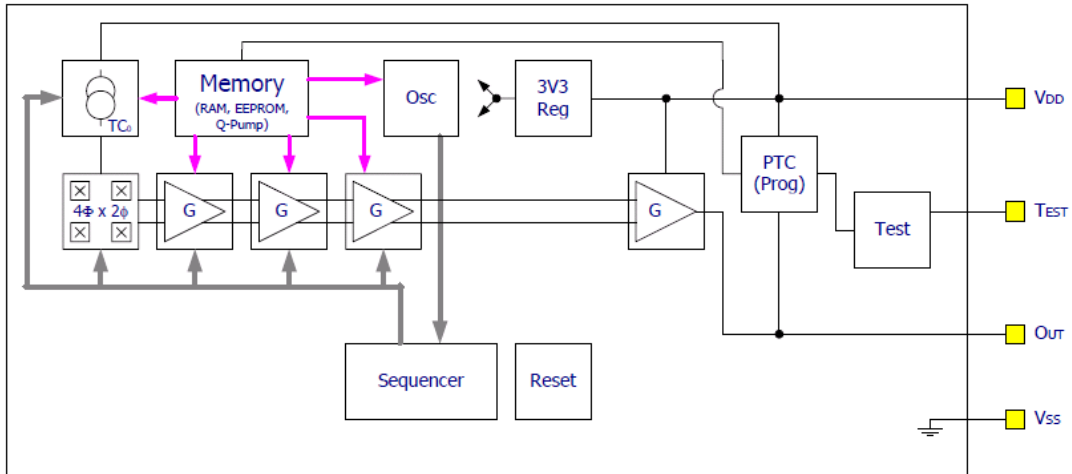 Memory
(RAM, EEPROM,
Q-Pump)
Osc
3V3
Reg
TC₀
VDD
PTC
(Prog)
4Φ x 2ϕ
G
G
G
G
Test
TEST
Sequencer
Reset
OUT
VSS